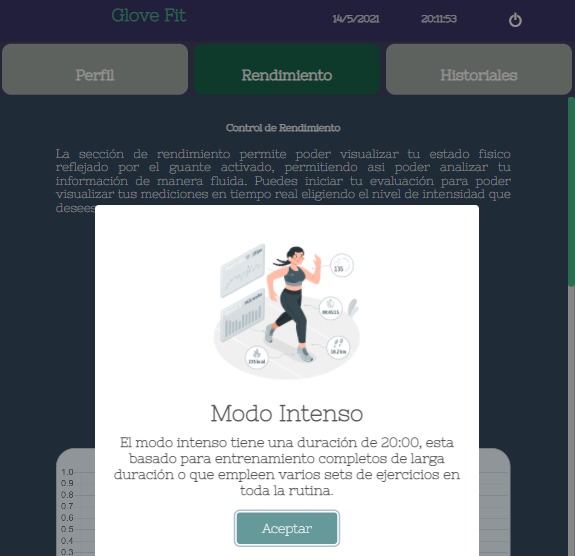 Glove Fit
14/5/2021
20:11:53
Perfil
Rendimiento
Historiales
Control de Rendimiento
La sección de rendimiento permite poder visualizar tu estado fisico
reflejado por el guante activado, permitiendo asi poder analizar tu
información de manera fluida. Puedes iniciar tu evaluación para poder
visualizar tus mediciones en tiempo real eligiendo el nivel de intensidad que
desees
135
00:45:15
10.2 km
235 kcal
Modo Intenso
El modo intenso tiene una duración de 20:00, esta
basado para entrenamiento completos de larga
duración o que empleen varios sets de ejercicios en
toda la rutina.
Aceptar
1.0
0.9
0.8
0.7
0.6
0.5
0.4
0.3